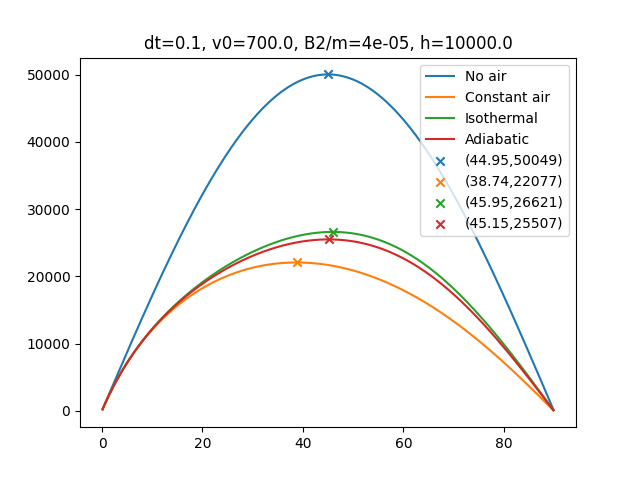 dt=0.1, v0=700.0, B2/m=4e-05, h=10000.0
50000
40000
30000
20000
10000
0
No air
Constant air
Isothermal
Adiabatic
(44.95,50049)
(38.74,22077)
(45.95,26621)
(45.15,25507)
0 20 40 60 80